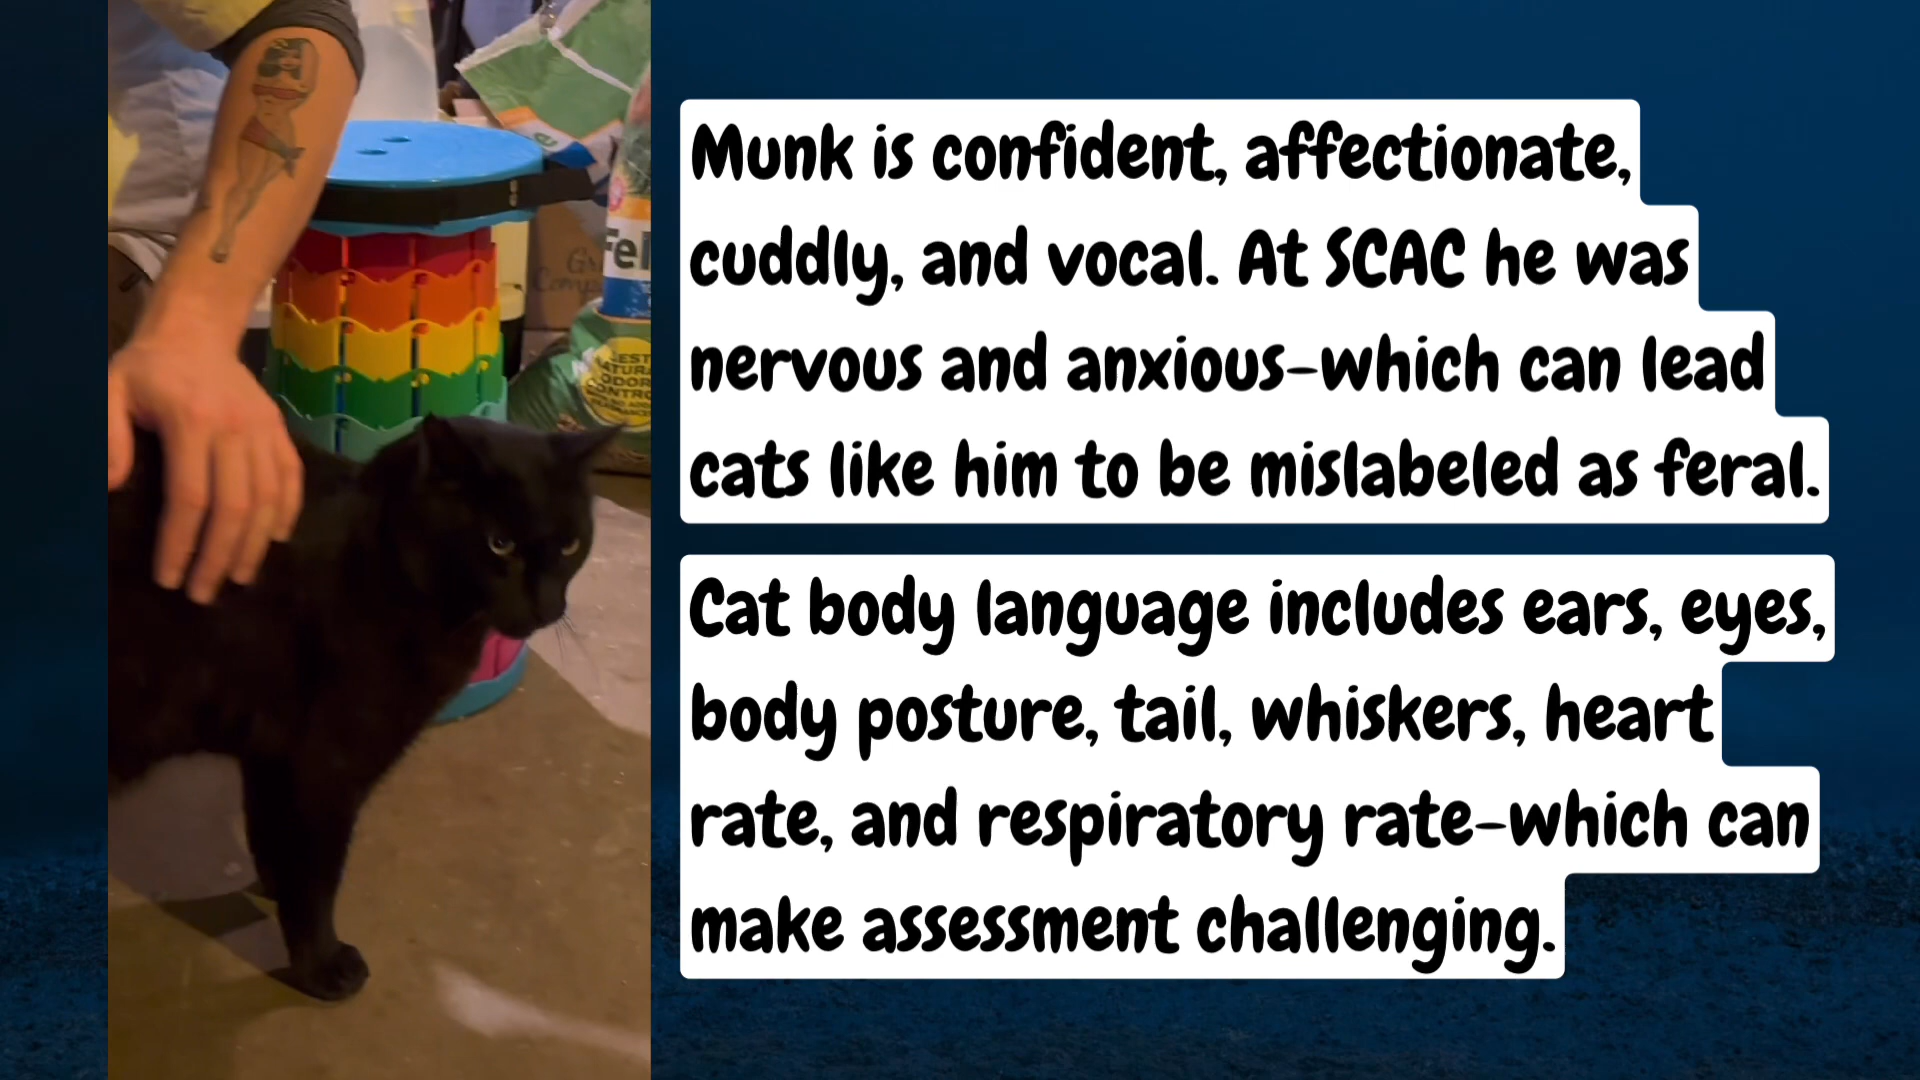 Munk is confident, affectionate,
cuddly, and vocal. At SCAC he was
nervous and anxious-which can lead
cats like him to be mislabeled as feral.
Cat body language includes ears, eyes,
body posture, tail, whiskers, heart
rate, and respiratory rate-which can
make assessment challenging.
Fel